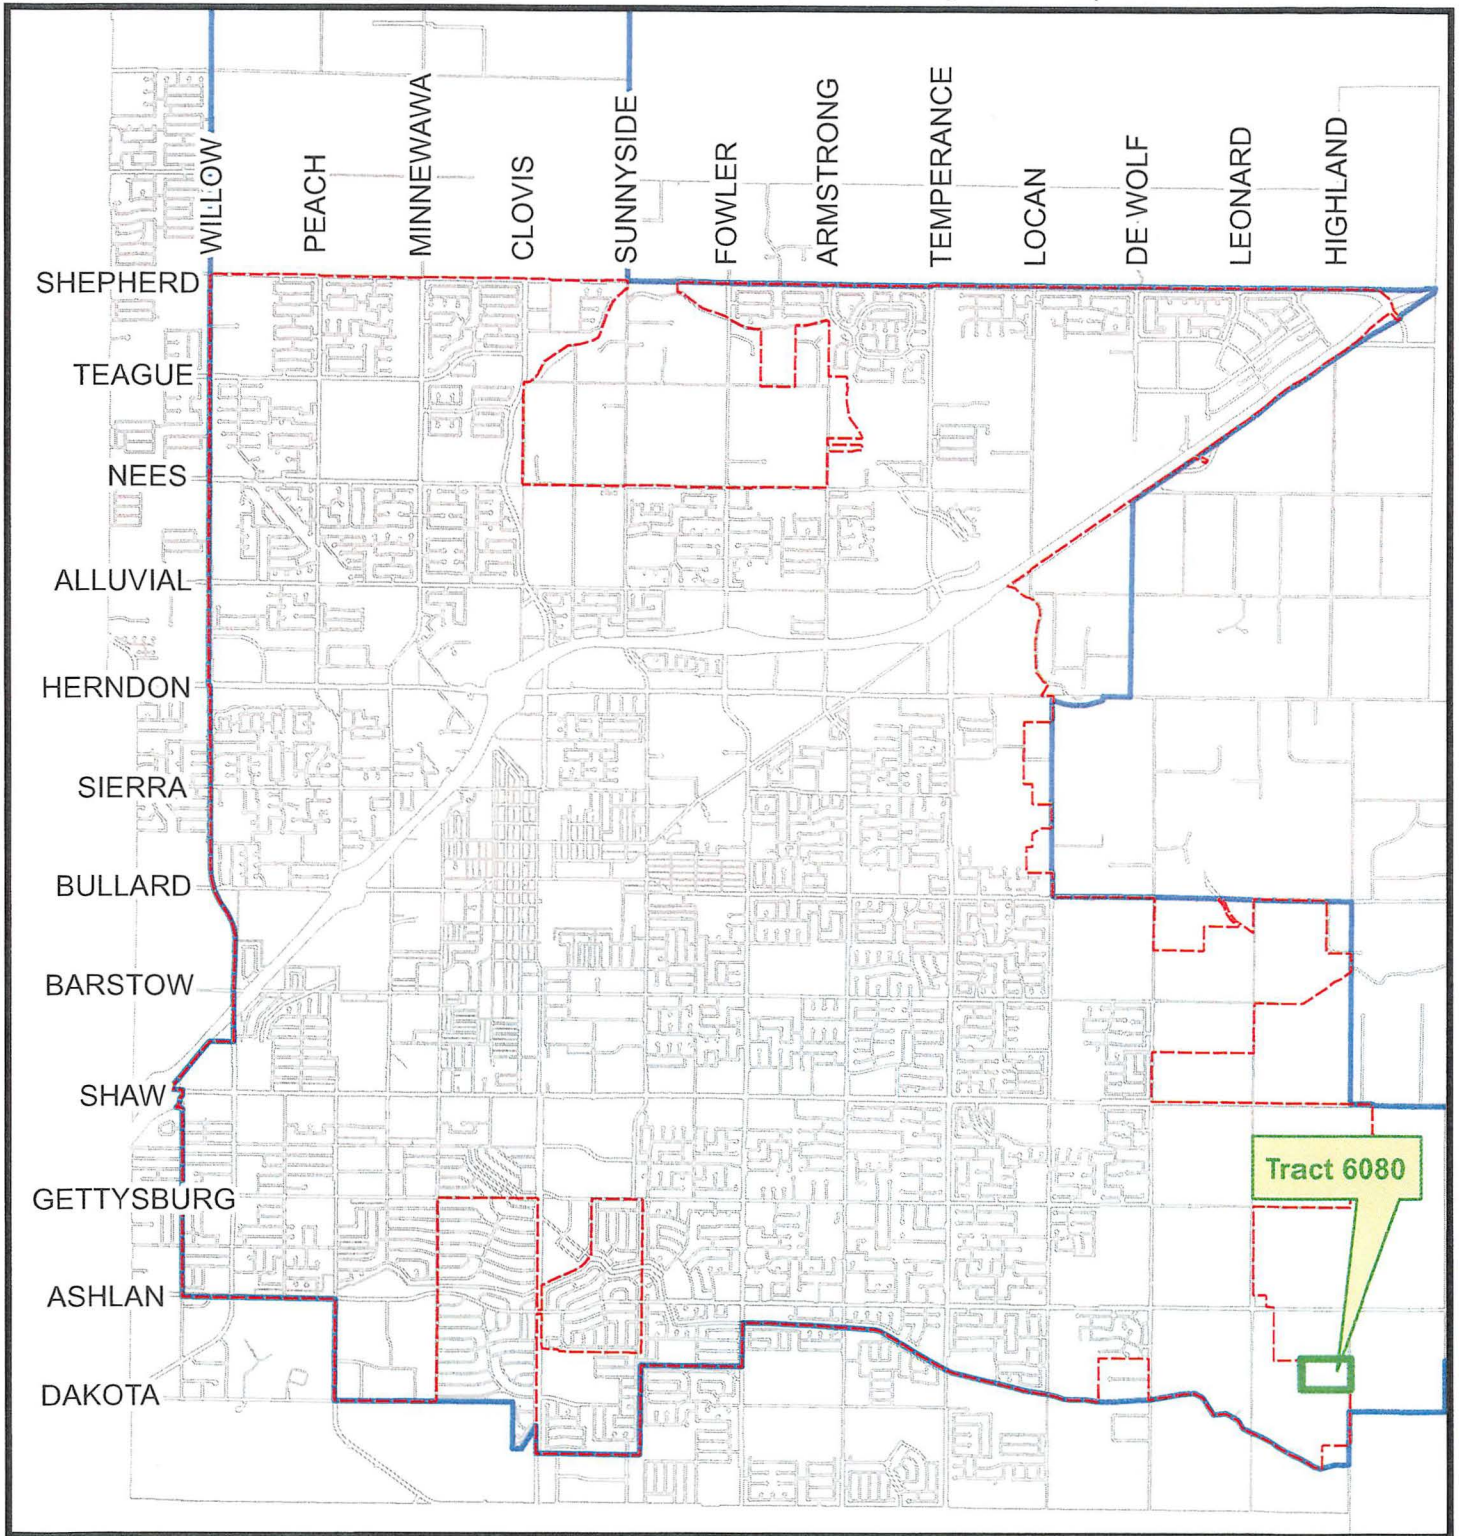 WILLOW
PEACH
MINNEWAWA
CLOVIS
SUNNYSIDE
FOWLER
ARMSTRONG
TEMPERANCE
LOCAN
DE WOLF
LEONARD
HIGHLAND
SHEPHERD
TEAGUE
NEES
ALLUVIAL
HERNDON
SIERRA
BULLARD
BARSTOW
SHAW
Tract 6080
GETTYSBURG
ASHLAN
DAKOTA